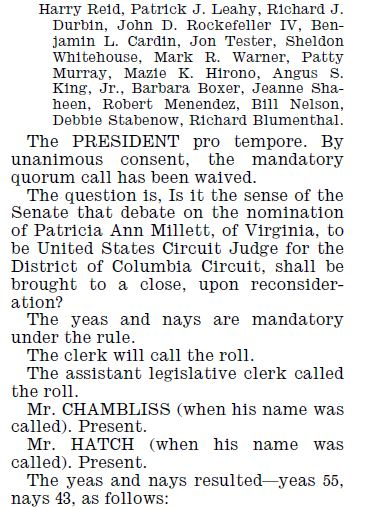 Harry Reid, Patrick J. Leahy, Richard J.
Durbin, John D. Rockefeller IV, Ben-
jamin L. Cardin, Jon Tester, Sheldon
Whitehouse, Mark R. Warner, Patty
Murray, Mazie K. Hirono, Angus S.
King, Jr., Barbara Boxer, Jeanne Sha-
heen, Robert Menendez, Bill Nelson,
Debbie Stabenow, Richard Blumenthal.
The PRESIDENT pro tempore. By
unanimous consent, the mandatory
quorum call has been waived.
The question is, Is it the sense of the
Senate that debate on the nomination
of Patricia Ann Millett, of Virginia, to
be United States Circuit Judge for the
District of Columbia Circuit, shall be
brought to a close, upon reconsider-
ation?
The yeas and nays are mandatory
under the rule.
The clerk will call the roll.
The assistant legislative clerk called
the roll.
Mr. CHAMBLISS (when his name was
called). Present.
Mr. HATCH (when his name was
called). Present.
The yeas and nays resulted—yeas 55,
nays 43, as follows: